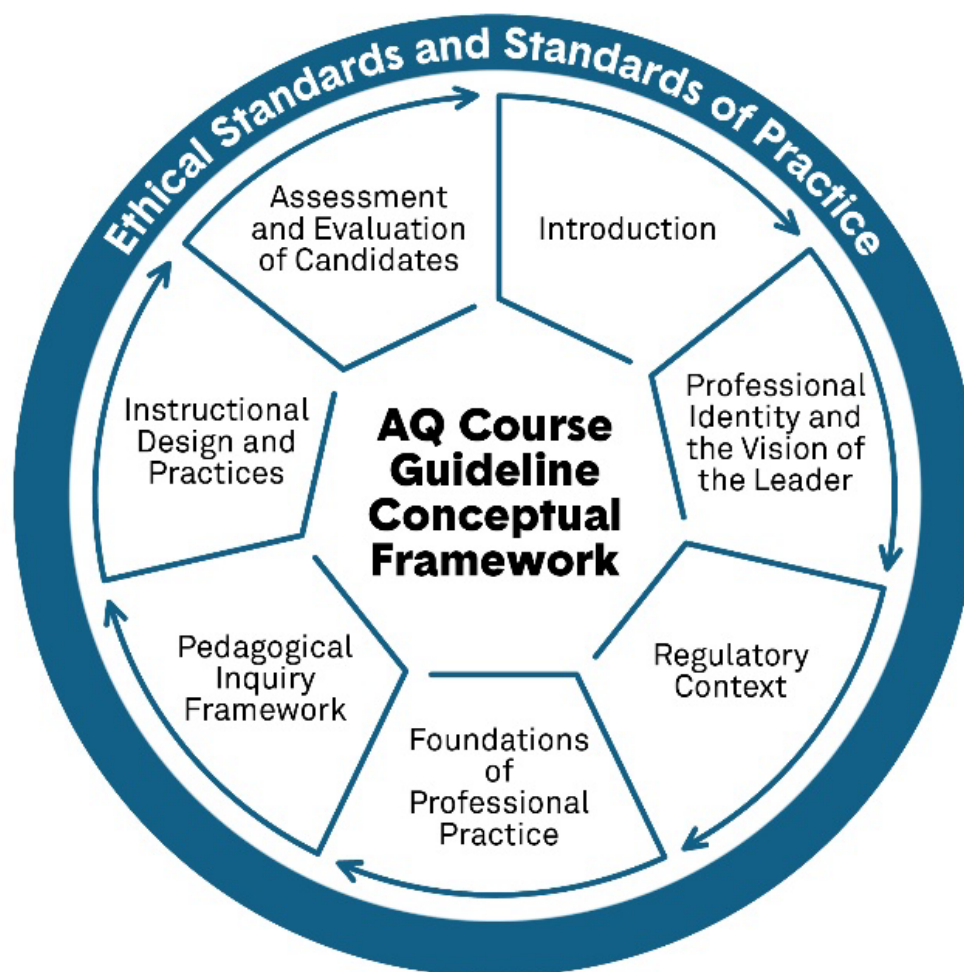 Ethical Standards and Standards of Practice
Introduction
Professional
Identity and
the Vision of
the Leader
Regulatory
Context
Foundations
of
Professional
Practice
Pedagogical
Inquiry
Framework
Instructional
Design and
Practices
Assessment
and Evaluation
of Candidates
AQ Course
Guideline
Conceptual
Framework